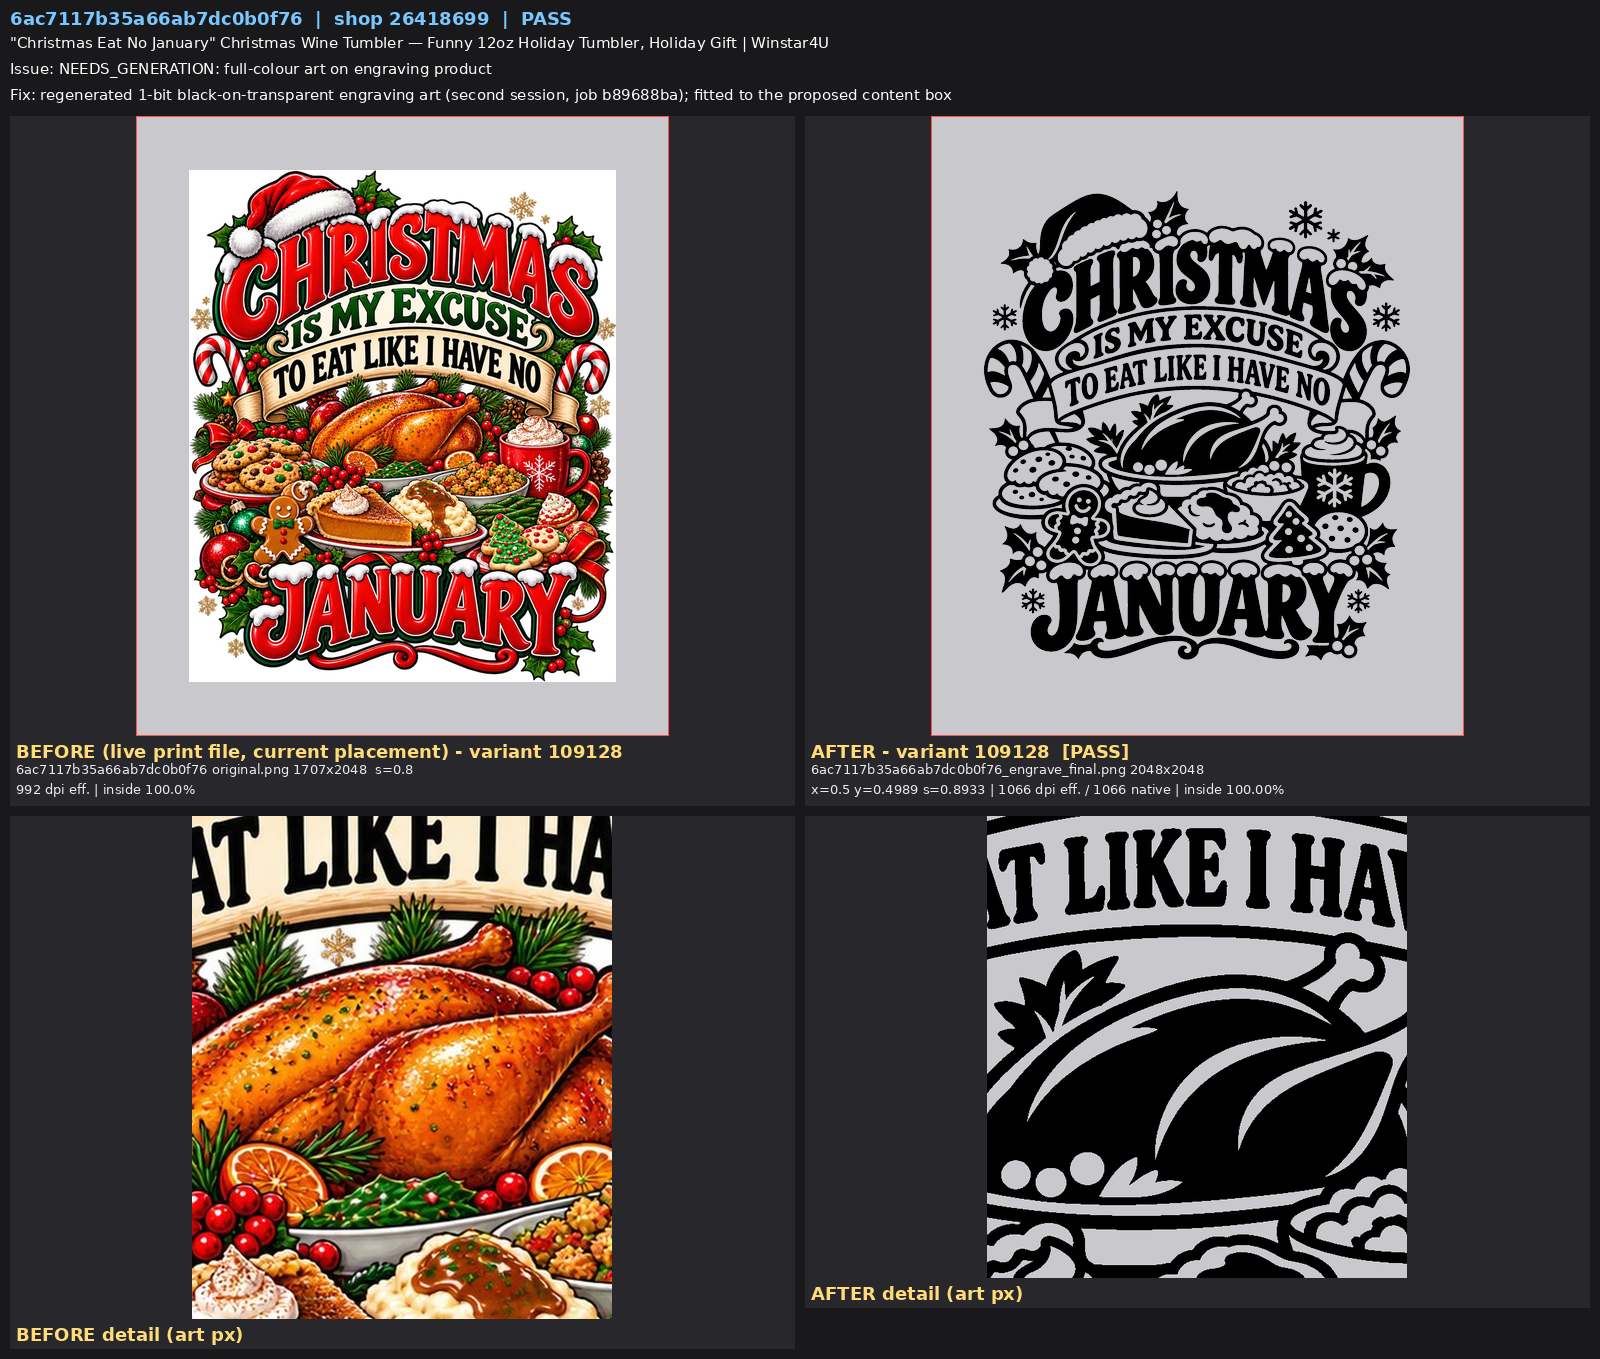 6ac7117b35a66ab7dc0b0f76 | shop 26418699 | PASS
"Christmas Eat No January" Christmas Wine Tumbler — Funny 12oz Holiday Tumbler, Holiday Gift | Winstar4U
Issue: NEEDS_GENERATION: full-colour art on engraving product
Fix: regenerated 1-bit black-on-transparent engraving art (second session, job b89688ba); fitted to the proposed content box
CHRISTMAS
IS MY EXCUSE
TO EAT LIKE I HAVE NO
JANUARY
BEFORE (live print file, current placement) - variant 109128
6ac7117b35a66ab7dc0b0f76 original.png 1707x2048 s=0.8
992 dpi eff. | inside 100.0%
CHRISTMAS
IS MY EXCUSE
TO EAT LIKE I HAVE NO
JANUARY
AFTER - variant 109128 [PASS]
6ac7117b35a66ab7dc0b0f76_engrave_final.png 2048x2048
x=0.5 y=0.4989 s=0.8933 | 1066 dpi eff. / 1066 native | inside 100.00%
AT LIKE I HA
BEFORE detail (art px)
AT LIKE I HAV
AFTER detail (art px)